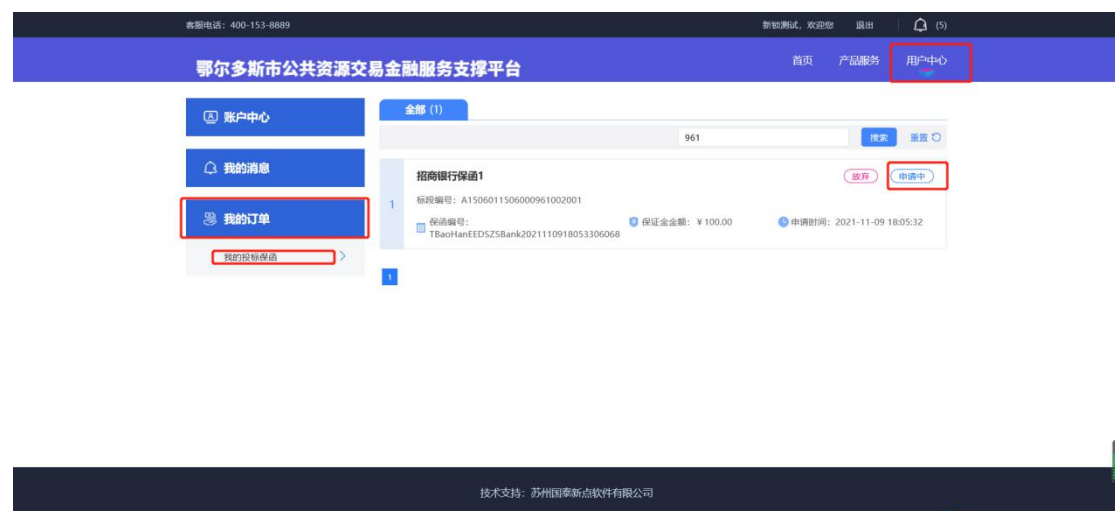 客服电话：400-153-8889
新锁测试，欢迎您 退出 (5)
鄂尔多斯市公共资源交易金融服务支撑平台
首页 产品服务 用户中心
账户中心
我的消息
我的订单
我的投标保函
全部 (1)
961 搜索 重置
招商银行保函1 放弃 申请中
1
标段编号：A1506011506000961002001
保函编号：
TBaoHanEEDSZSBank2021110918053306068
保证金金额：¥ 100.00
申请时间：2021-11-09 18:05:32
1
技术支持：苏州国泰新点软件有限公司